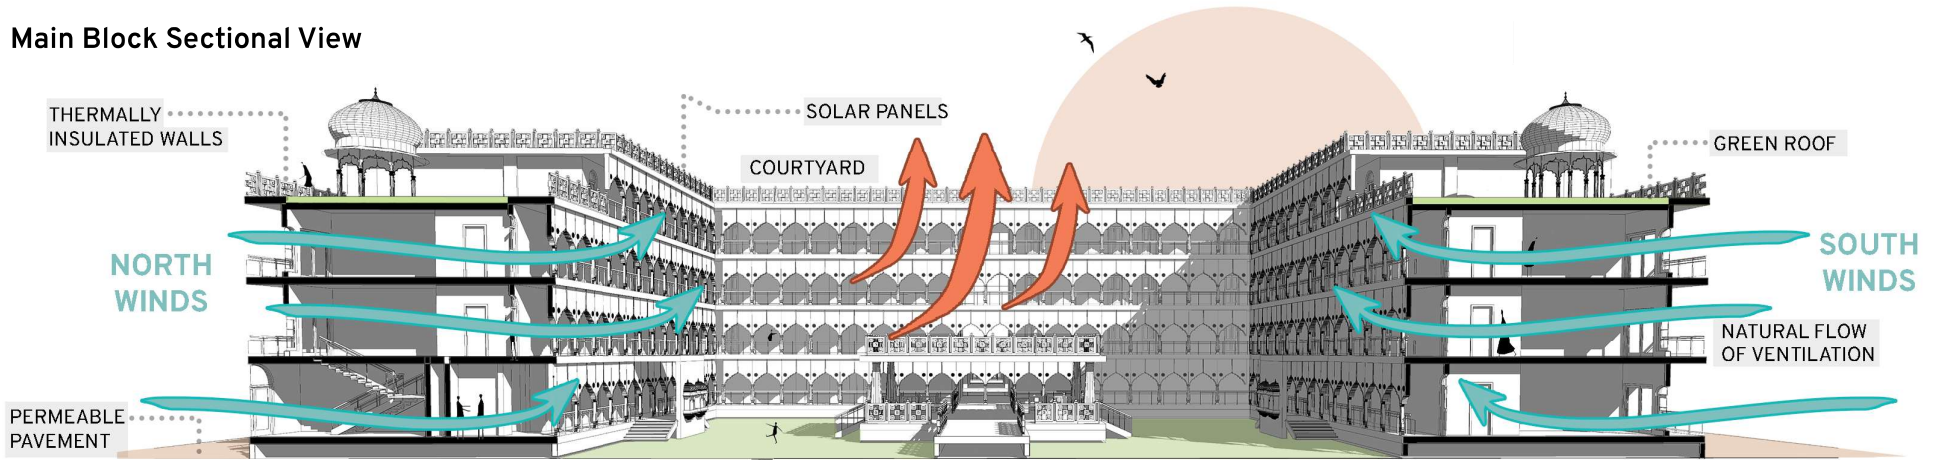 Main Block Sectional View
THERMALLY
INSULATED WALLS
SOLAR PANELS
COURTYARD
GREEN ROOF
NORTH
WINDS
SOUTH
WINDS
NATURAL FLOW
OF VENTILATION
PERMEABLE
PAVEMENT